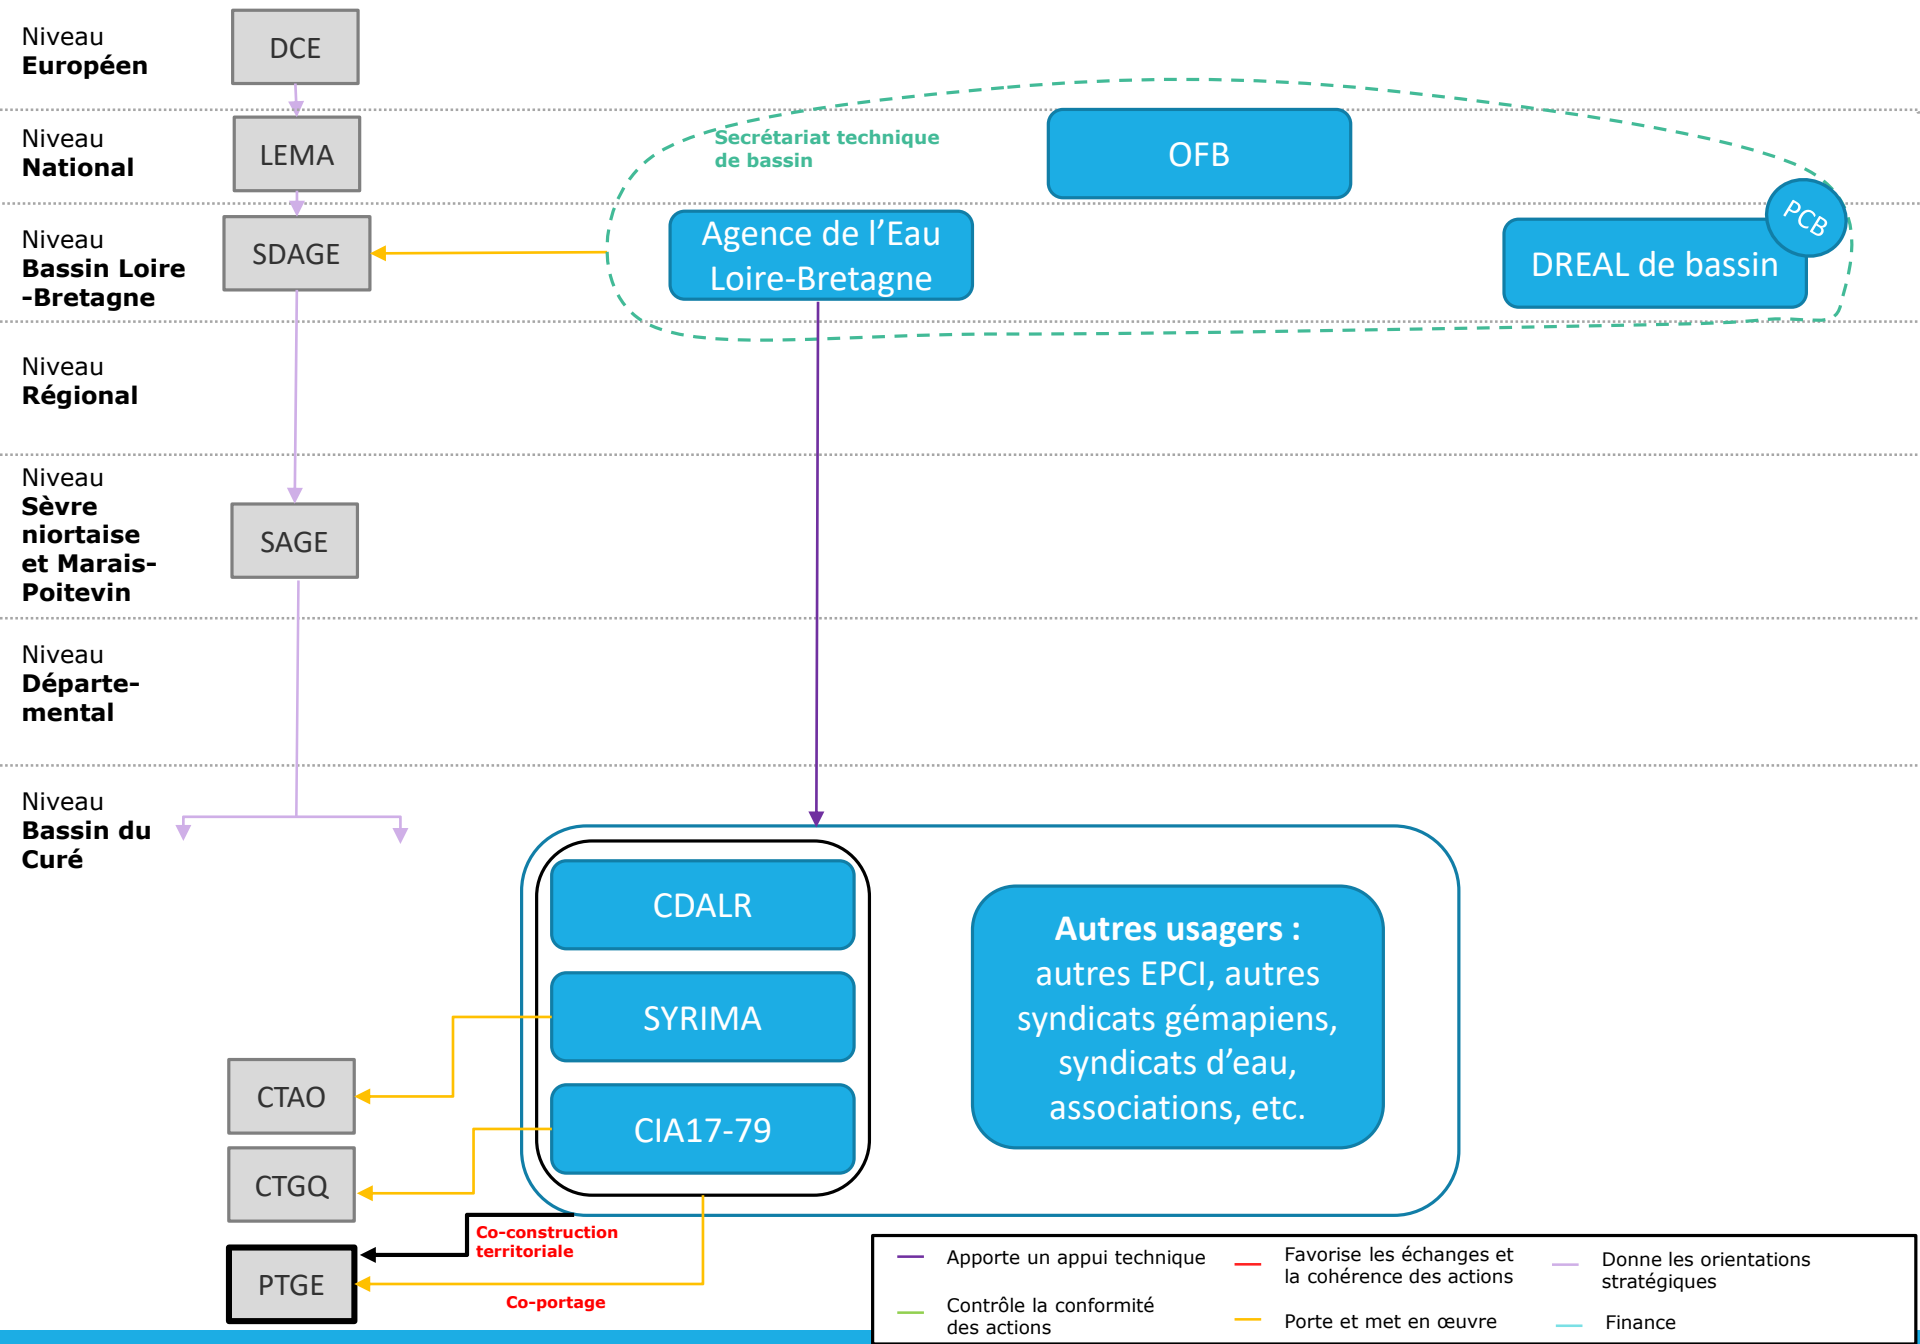 Niveau
Européen
DCE
Niveau
National
LEMA
Secrétariat technique
de bassin
OFB
PCB
Niveau
Bassin Loire
-Bretagne
SDAGE
Agence de l’Eau
Loire-Bretagne
DREAL de bassin
Niveau
Régional
Niveau
Sèvre
niortaise
et Marais-
Poitevin
SAGE
Niveau
Départe-
mental
Niveau
Bassin du
Curé
CDALR
SYRIMA
CIA17-79
Autres usagers :
autres EPCI, autres
syndicats gémapiens,
syndicats d’eau,
associations, etc.
CTAO
CTGQ
PTGE
Co-construction
territoriale
Co-portage
Apporte un appui technique
Favorise les échanges et
la cohérence des actions
Donne les orientations
stratégiques
Contrôle la conformité
des actions
Porte et met en œuvre
Finance